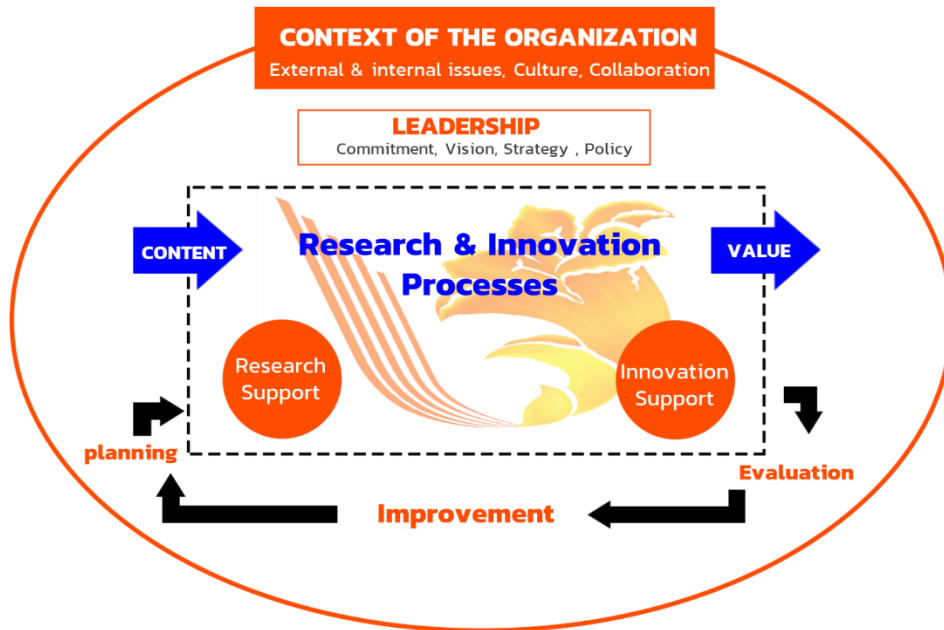 CONTEXT OF THE ORGANIZATION
External & internal issues, Culture, Collaboration
LEADERSHIP
Commitment, Vision, Strategy , Policy
CONTENT
Research & Innovation
Processes
VALUE
Research
Support
Innovation
Support
planning
Evaluation
Improvement